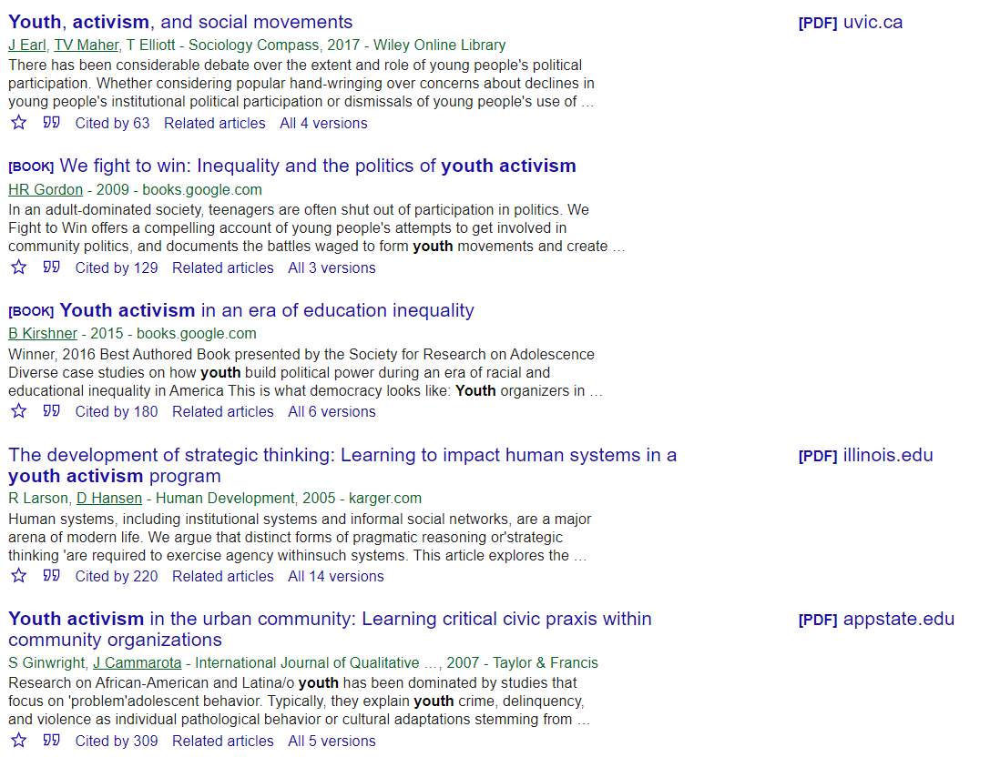 Youth, activism, and social movements
[PDF] uvic.ca
J Earl, TV Maher, T Elliott - Sociology Compass, 2017 - Wiley Online Library
There has been considerable debate over the extent and role of young people's political
participation. Whether considering popular hand-wringing over concerns about declines in
young people's institutional political participation or dismissals of young people's use of …
Cited by 63 Related articles All 4 versions
[BOOK] We fight to win: Inequality and the politics of youth activism
HR Gordon - 2009 - books.google.com
In an adult-dominated society, teenagers are often shut out of participation in politics. We
Fight to Win offers a compelling account of young people's attempts to get involved in
community politics, and documents the battles waged to form youth movements and create …
Cited by 129 Related articles All 3 versions
[BOOK] Youth activism in an era of education inequality
B Kirshner - 2015 - books.google.com
Winner, 2016 Best Authored Book presented by the Society for Research on Adolescence
Diverse case studies on how youth build political power during an era of racial and
educational inequality in America This is what democracy looks like: Youth organizers in …
Cited by 180 Related articles All 6 versions
The development of strategic thinking: Learning to impact human systems in a
youth activism program
[PDF] illinois.edu
R Larson, D Hansen - Human Development, 2005 - karger.com
Human systems, including institutional systems and informal social networks, are a major
arena of modern life. We argue that distinct forms of pragmatic reasoning or'strategic
thinking 'are required to exercise agency withinsuch systems. This article explores the …
Cited by 220 Related articles All 14 versions
Youth activism in the urban community: Learning critical civic praxis within
community organizations
[PDF] appstate.edu
S Ginwright, J Cammarota - International Journal of Qualitative …, 2007 - Taylor & Francis
Research on African-American and Latina/o youth has been dominated by studies that
focus on 'problem'adolescent behavior. Typically, they explain youth crime, delinquency,
and violence as individual pathological behavior or cultural adaptations stemming from …
Cited by 309 Related articles All 5 versions